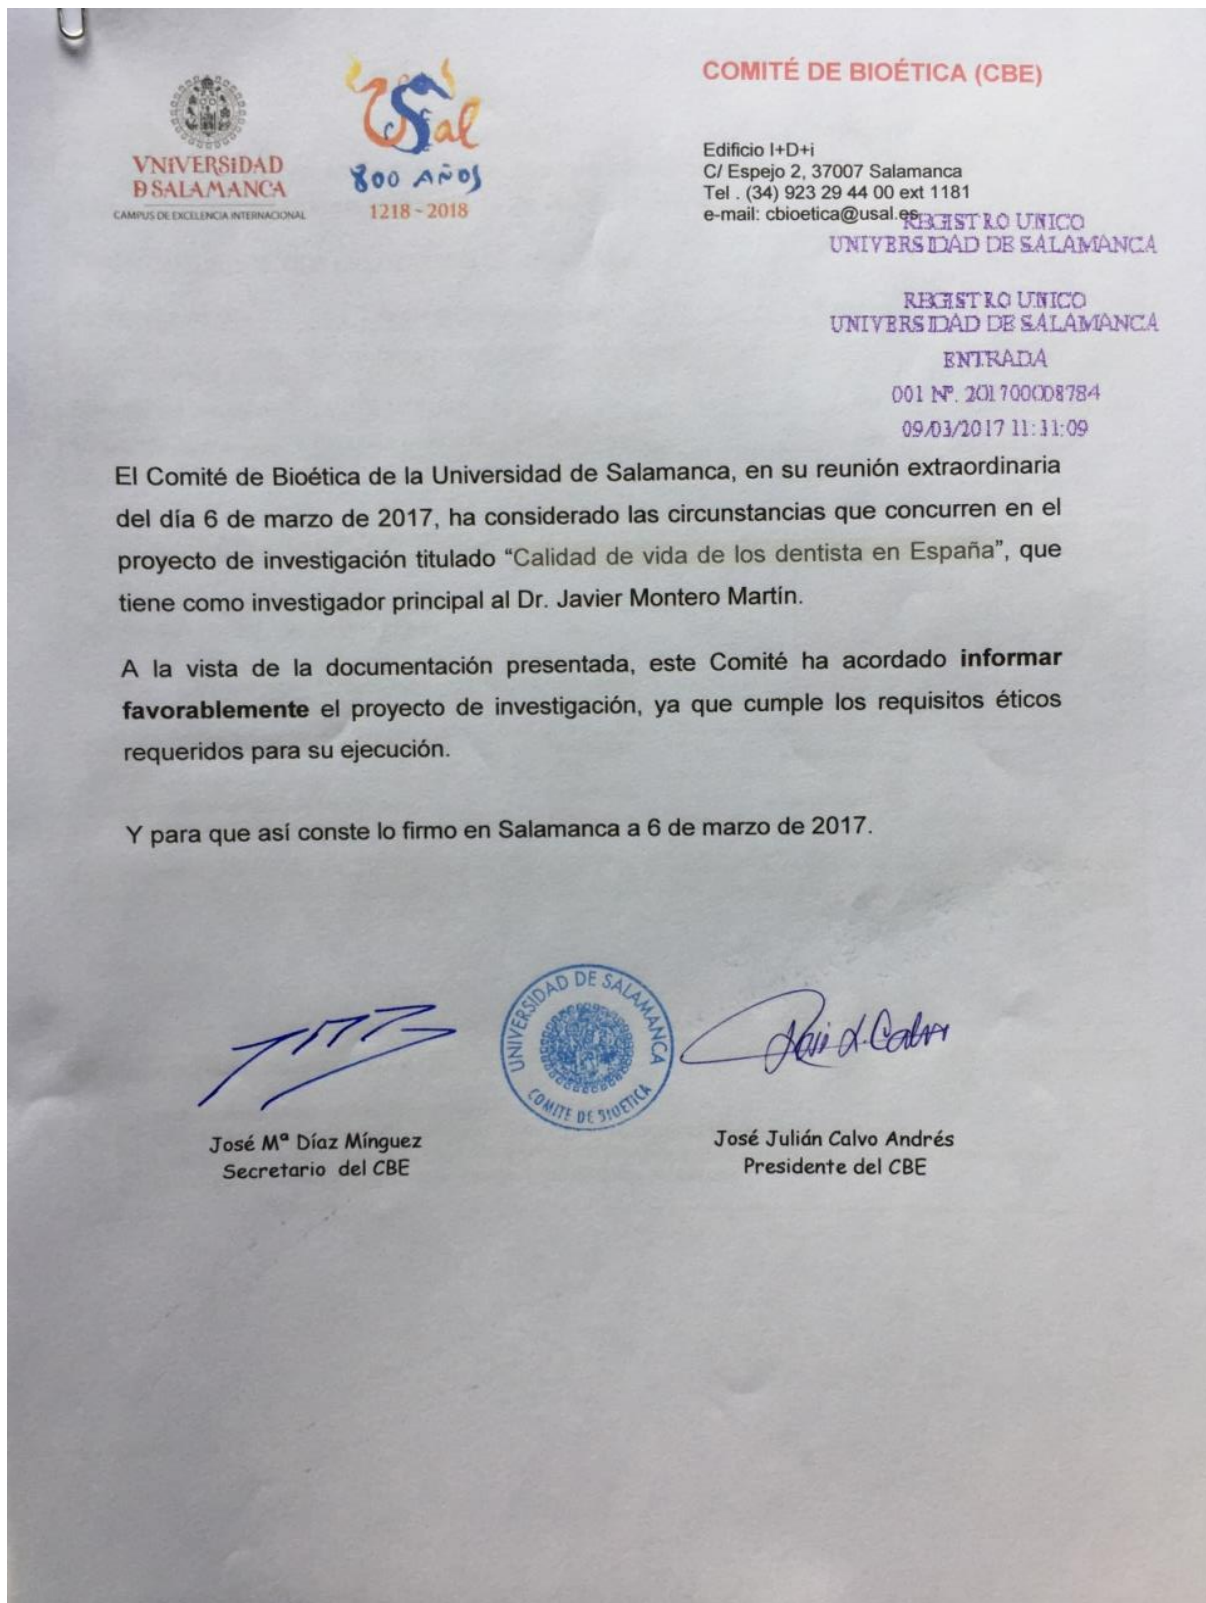 VNiVERSiDAD
D SALAMANCA
CAMPUS DE EXCELENCIA INTERNACIONAL
USal
800 AÑOS
1218 - 2018
COMITÉ DE BIOÉTICA (CBE)
Edificio I+D+i
C/ Espejo 2, 37007 Salamanca
Tel . (34) 923 29 44 00 ext 1181
e-mail: cbioetica@usal.es
REGISTRO UNICO
UNIVERSIDAD DE SALAMANCA
REGISTRO UNICO
UNIVERSIDAD DE SALAMANCA
ENTRADA
001 Nº. 201700008784
09/03/2017 11:31:09
El Comité de Bioética de la Universidad de Salamanca, en su reunión extraordinaria
del día 6 de marzo de 2017, ha considerado las circunstancias que concurren en el
proyecto de investigación titulado “Calidad de vida de los dentista en España”, que
tiene como investigador principal al Dr. Javier Montero Martín.
A la vista de la documentación presentada, este Comité ha acordado informar
favorablemente el proyecto de investigación, ya que cumple los requisitos éticos
requeridos para su ejecución.
Y para que así conste lo firmo en Salamanca a 6 de marzo de 2017.
UNIVERSIDAD DE SALAMANCA
COMITE DE BIOETICA
José Mª Díaz Mínguez
Secretario del CBE
José Julián Calvo Andrés
Presidente del CBE